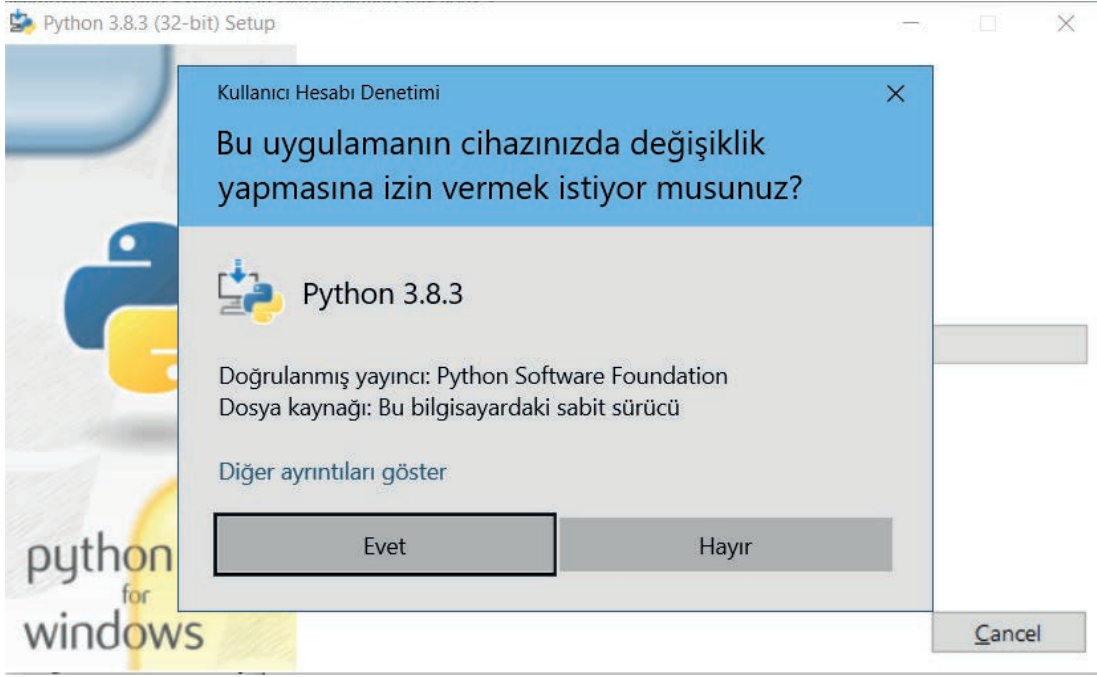 Python 3.8.3 (32-bit) Setup
Kullanıcı Hesabı Denetimi
Bu uygulamanın cihazınızda değişiklik
yapmasına izin vermek istiyor musunuz?
Python 3.8.3
Doğrulanmış yayıncı: Python Software Foundation
Dosya kaynağı: Bu bilgisayardaki sabit sürücü
Diğer ayrıntıları göster
Evet
Hayır
python
for
windows
Cancel